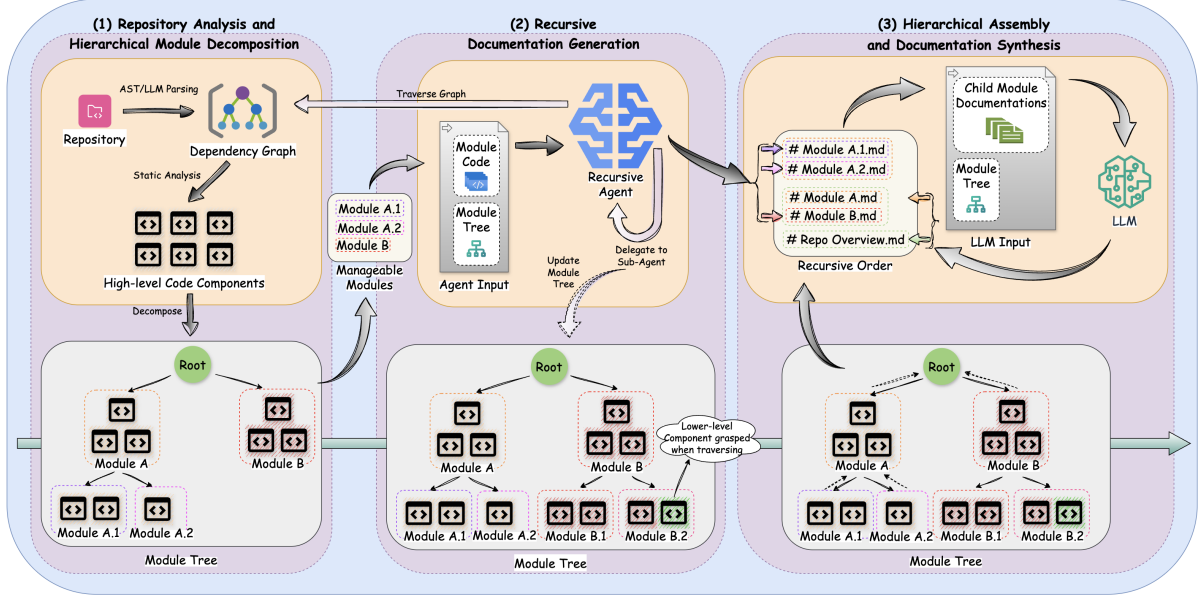 (1) Repository Analysis and
Hierarchical Module Decomposition
AST/LLM Parsing
Repository
Dependency Graph
Static Analysis
High-level Code Components
Decompose
Root
Module A
Module B
Module A.1
Module A.2
Module Tree
Module A.1
Module A.2
Module B
Manageable
Modules
(2) Recursive
Documentation Generation
Traverse Graph
Module
Code
Module
Tree
Agent Input
Recursive
Agent
Delegate to
Sub-Agent
Update
Module
Tree
Root
Module A
Module B
Lower-level
Component grasped
when traversing
Module A.1
Module A.2
Module B.1
Module B.2
Module Tree
(3) Hierarchical Assembly
and Documentation Synthesis
# Module A.1.md
# Module A.2.md
# Module A.md
# Module B.md
# Repo Overview.md
Recursive Order
Child Module
Documentations
Module
Tree
LLM Input
LLM
Root
Module A
Module B
Module A.1
Module A.2
Module B.1
Module B.2
Module Tree